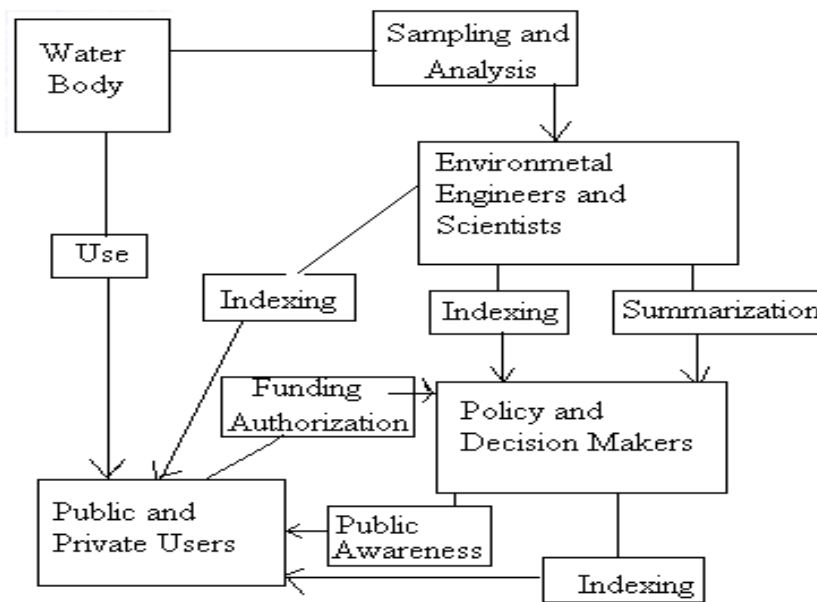 Water
Body
Sampling and
Analysis
Environmetal
Engineers and
Scientists
Use
Indexing
Indexing
Summarization
Funding
Authorization
Policy and
Decision Makers
Public and
Private Users
Public
Awareness
Indexing